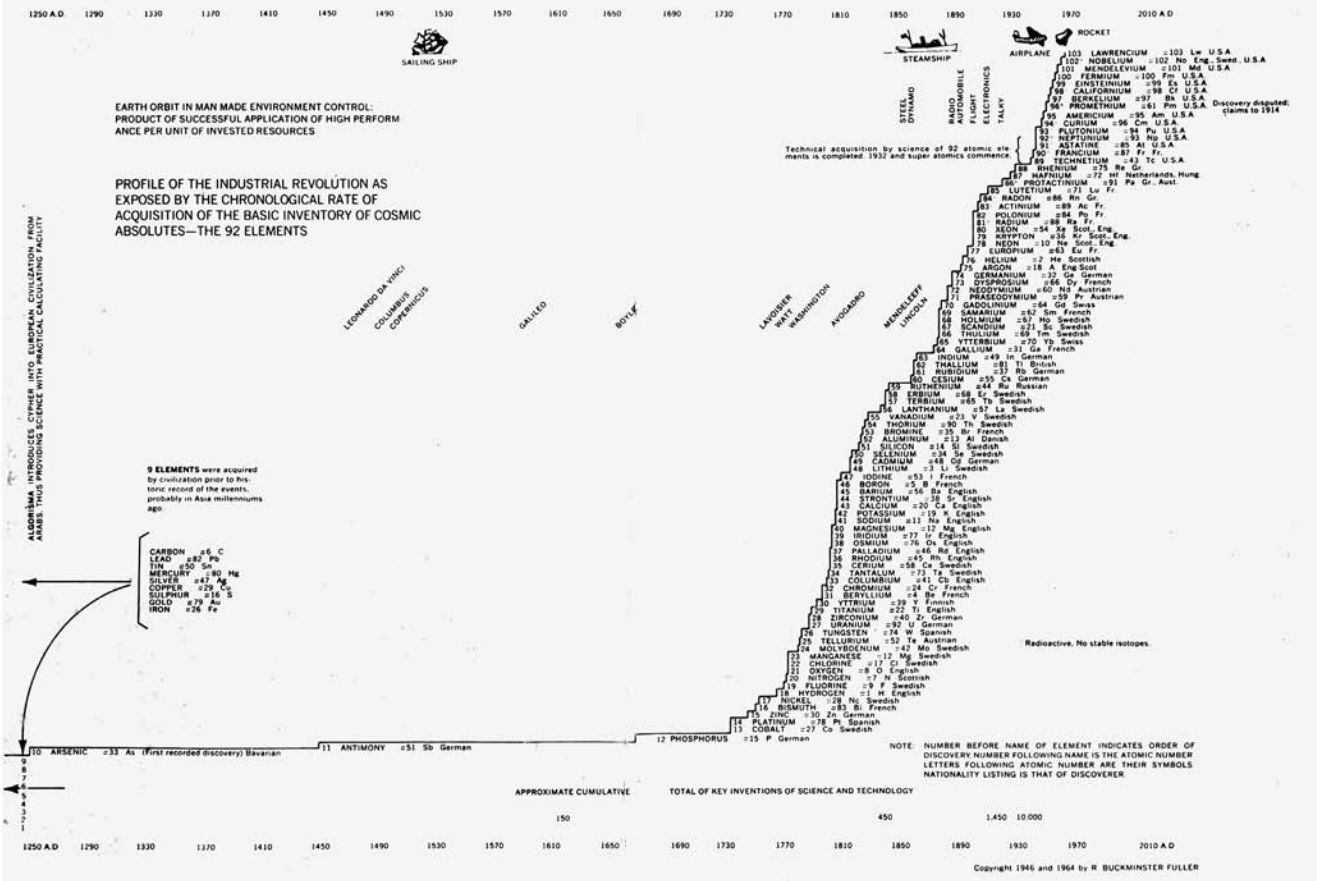 1250 A.D. 1290 1330 1370 1410 1450 1490 1530 1570 1610 1650 1690 1730 1770 1810 1850 1890 1930 1970 2010 A D
SAILING SHIP
STEAMSHIP
AIRPLANE
ROCKET
EARTH ORBIT IN MAN MADE ENVIRONMENT CONTROL:
PRODUCT OF SUCCESSFUL APPLICATION OF HIGH PERFORM
ANCE PER UNIT OF INVESTED RESOURCES
PROFILE OF THE INDUSTRIAL REVOLUTION AS
EXPOSED BY THE CHRONOLOGICAL RATE OF
ACQUISITION OF THE BASIC INVENTORY OF COSMIC
ABSOLUTES—THE 92 ELEMENTS
STEEL
DYNAMO
RADIO
AUTOMOBILE
FLIGHT
ELECTRONICS
TALKY
Technical acquisition by science of 92 atomic ele-
ments is completed, 1932 and super atomics commence.
103 LAWRENCIUM =103 Lw U.S.A
102 NOBELIUM =102 No Eng., Swed., U.S.A
101 MENDELEVIUM =101 Md U.S.A.
100 FERMIUM =100 Fm U.S.A.
99 EINSTEINIUM =99 Es U.S.A.
98 CALIFORNIUM =98 Cf U.S.A.
97 BERKELIUM =97 Bk U.S.A.
96 PROMETHIUM =61 Pm U.S.A.
Discovery disputed;
claims to 1914
95 AMERICIUM =95 Am U.S.A.
94 CURIUM =96 Cm U.S.A.
93 PLUTONIUM =94 Pu U.S.A.
92 NEPTUNIUM =93 Np U.S.A.
91 ASTATINE =85 At U.S.A.
90 FRANCIUM =87 Fr Fr.
89 TECHNETIUM =43 Tc U.S.A.
88 RHENIUM =75 Re Gr.
87 HAFNIUM =72 Hf Netherlands, Hung.
86 PROTACTINIUM =91 Pa Gr., Aust.
85 LUTETIUM =71 Lu Fr.
84 RADON =86 Rn Gr.
83 ACTINIUM =89 Ac Fr.
82 POLONIUM =84 Po Fr.
81 RADIUM =88 Ra Fr.
80 XEON =54 Xe Scot., Eng.
79 KRYPTON =36 Kr Scot., Eng.
78 NEON =10 Ne Scot., Eng.
77 EUROPIUM =63 Eu Fr.
76 HELIUM =2 He Scottish
75 ARGON =18 A Eng-Scot
74 GERMANIUM =32 Ge German
73 DYSPROSIUM =66 Dy French
72 NEODYMIUM =60 Nd Austrian
71 PRASEODYMIUM =59 Pr Austrian
70 GADOLINIUM =64 Gd Swiss
69 SAMARIUM =62 Sm French
68 HOLMIUM =67 Ho Swedish
67 SCANDIUM =21 Sc Swedish
66 THULIUM =69 Tm Swedish
65 YTTERBIUM =70 Yb Swiss
64 GALLIUM =31 Ga French
63 INDIUM =49 In German
62 THALLIUM =81 Tl British
61 RUBIDIUM =37 Rb German
60 CESIUM =55 Cs German
59 RUTHENIUM =44 Ru Russian
58 ERBIUM =68 Er Swedish
57 TERBIUM =65 Tb Swedish
56 LANTHANIUM =57 La Swedish
55 VANADIUM =23 V Swedish
54 THORIUM =90 Th Swedish
53 BROMINE =35 Br French
52 ALUMINUM =13 Al Danish
51 SILICON =14 SI Swedish
50 SELENIUM =34 Se Swedish
49 CADMIUM =48 Od German
48 LITHIUM =3 Li Swedish
47 IODINE =53 I French
46 BORON =5 B French
45 BARIUM =56 Ba English
44 STRONTIUM =38 Sr English
43 CALCIUM =20 Ca English
42 POTASSIUM =19 K English
41 SODIUM =11 Na English
40 MAGNESIUM =12 Mg English
39 IRIDIUM =77 Ir English
38 OSMIUM =76 Os English
37 PALLADIUM =46 Rd English
36 RHODIUM =45 Rh English
35 CERIUM =58 Ce Swedish
34 TANTALUM =73 Ta Swedish
33 COLUMBIUM =41 Cb English
32 CHROMIUM =24 Cr French
31 BERYLLIUM =4 Be French
30 YTTRIUM =39 Y Finnish
29 TITANIUM =22 Ti English
28 ZIRCONIUM =40 Zr German
27 URANIUM =92 U German
26 TUNGSTEN =74 W Spanish
25 TELLURIUM =52 Te Austrian
24 MOLYBDENUM =42 Mo Swedish
23 MANGANESE =12 Mg Swedish
22 CHLORINE =17 Cl Swedish
21 OXYGEN =8 O English
20 NITROGEN =7 N Scottish
19 FLUORINE =9 F Swedish
18 HYDROGEN =1 H English
17 NICKEL =28 Nc Swedish
16 BISMUTH =83 Bi French
15 ZINC =30 Zn German
14 PLATINUM =78 Pt Spanish
13 COBALT =27 Co Swedish
12 PHOSPHORUS =15 P German
11 ANTIMONY =51 Sb German
10 ARSENIC =33 As (First recorded discovery) Bavarian
9
8
7
6
5
4
3
2
1
LEONARDO DA VINCI
COLUMBUS
COPERNICUS
GALILEO
BOYLE
LAVOISIER
WATT
WASHINGTON
AVOGADRO
MENDELEEFF
LINCOLN
ALGORISMA INTRODUCES CYPHER INTO EUROPEAN CIVILIZATION FROM
ARABS, THUS PROVIDING SCIENCE WITH PRACTICAL CALCULATING FACILITY
9 ELEMENTS were acquired
by civilization prior to his-
toric record of the events,
probably in Asia millenniums
ago.
CARBON =6 C
LEAD =82 Pb
TIN =50 Sn
MERCURY =80 Hg
SILVER =47 Ag
COPPER =29 Cu
SULPHUR =16 S
GOLD =79 Au
IRON =26 Fe
Radioactive, No stable isotopes.
NOTE: NUMBER BEFORE NAME OF ELEMENT INDICATES ORDER OF
DISCOVERY NUMBER FOLLOWING NAME IS THE ATOMIC NUMBER
LETTERS FOLLOWING ATOMIC NUMBER ARE THEIR SYMBOLS
NATIONALITY LISTING IS THAT OF DISCOVERER.
APPROXIMATE CUMULATIVE TOTAL OF KEY INVENTIONS OF SCIENCE AND TECHNOLOGY
150 450 1,450 10,000
1250 A.D 1290 1330 1370 1410 1450 1490 1530 1570 1610 1650 1690 1730 1770 1810 1850 1890 1930 1970 2010 A D
Copyright 1946 and 1964 by R BUCKMINSTER FULLER